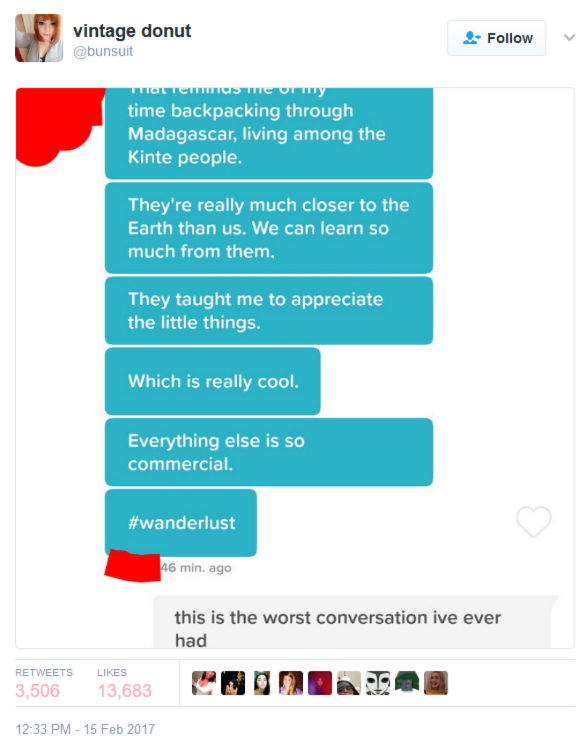 vintage donut
@bunsuit
Follow
That reminds me of my
time backpacking through
Madagascar, living among the
Kinte people.
They're really much closer to the
Earth than us. We can learn so
much from them.
They taught me to appreciate
the little things.
Which is really cool.
Everything else is so
commercial.
#wanderlust
46 min. ago
this is the worst conversation ive ever
had
RETWEETS LIKES
3,506 13,683
12:33 PM - 15 Feb 2017